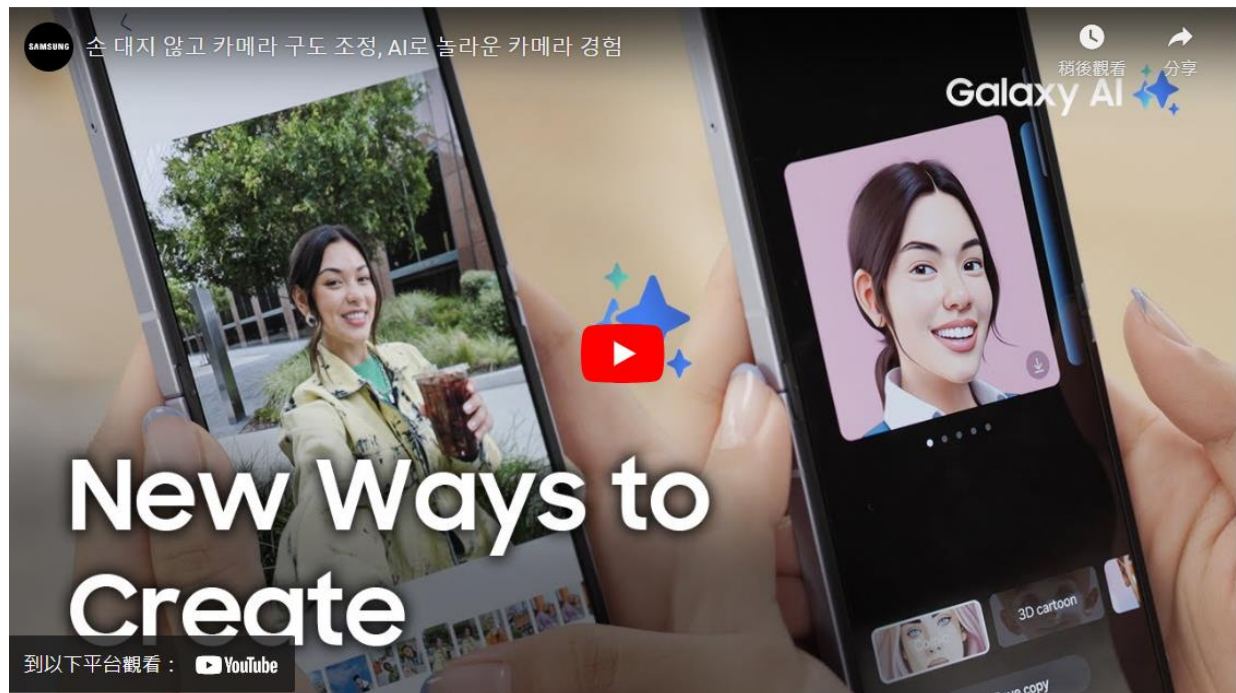 SAMSUNG
손 대지 않고 카메라 구도 조정, AI로 놀라운 카메라 경험
稍後觀看
分享
Galaxy AI
New Ways to
Create
3D cartoon
copy
到以下平台觀看：
YouTube